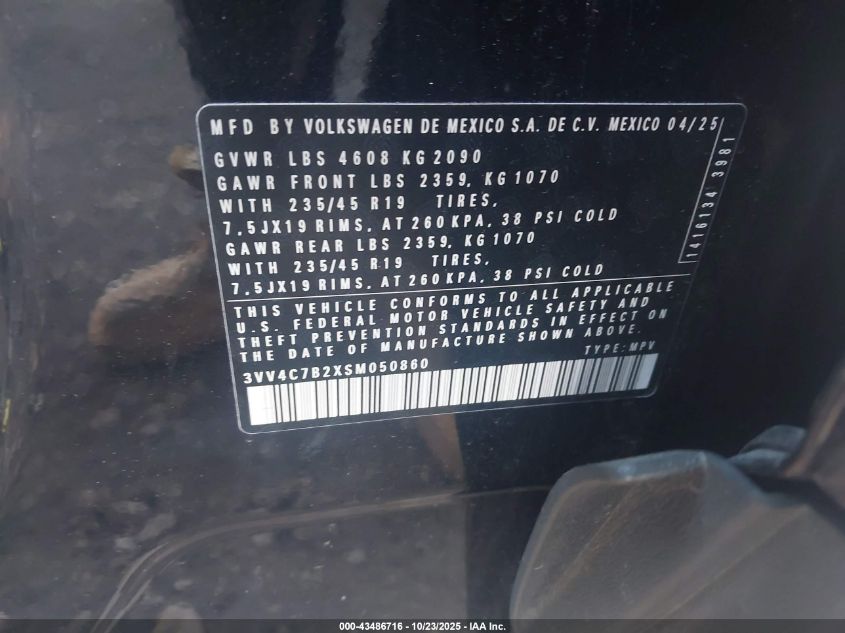 MFD BY VOLKSWAGEN DE MEXICO S.A. DE C.V. MEXICO 04/25
GVWR LBS 4608 KG 2090
GAWR FRONT LBS 2359, KG 1070
WITH 235/45 R19 TIRES,
7,5JX19 RIMS, AT 260 KPA, 38 PSI COLD
GAWR REAR LBS 2359, KG 1070
WITH 235/45 R19 TIRES,
7,5JX19 RIMS, AT 260 KPA, 38 PSI COLD
1416134 3981
THIS VEHICLE CONFORMS TO ALL APPLICABLE
U.S. FEDERAL MOTOR VEHICLE SAFETY AND
THEFT PREVENTION STANDARDS IN EFFECT ON
THE DATE OF MANUFACTURE SHOWN ABOVE.
TYPE: MPV
3VV4C7B2XSM050860
000-43486716 - 10/23/2025 - IAA Inc.